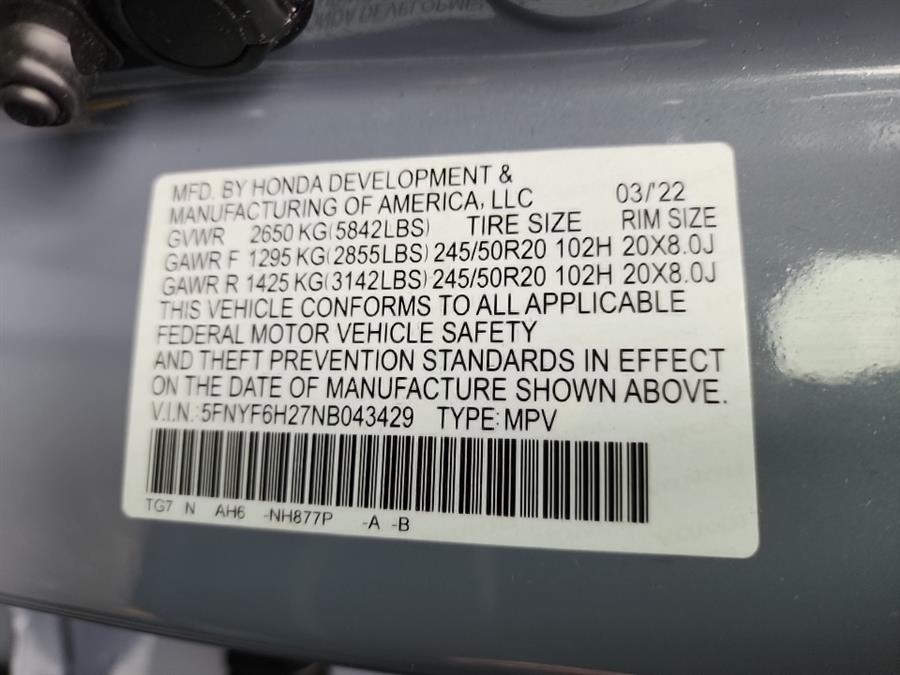 MFD. BY HONDA DEVELOPMENT &
MANUFACTURING OF AMERICA, LLC 03/'22
GVWR 2650 KG(5842LBS) TIRE SIZE RIM SIZE
GAWR F 1295 KG(2855LBS) 245/50R20 102H 20X8.0J
GAWR R 1425 KG(3142LBS) 245/50R20 102H 20X8.0J
THIS VEHICLE CONFORMS TO ALL APPLICABLE
FEDERAL MOTOR VEHICLE SAFETY
AND THEFT PREVENTION STANDARDS IN EFFECT
ON THE DATE OF MANUFACTURE SHOWN ABOVE.
V.I.N.: 5FNYF6H27NB043429 TYPE: MPV
TG7 N AH6 -NH877P -A -B